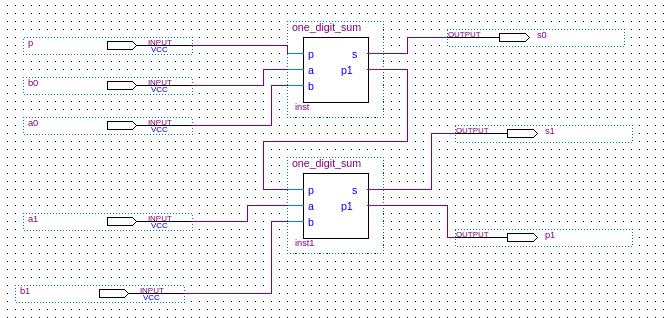 one_digit_sum
p INPUT VCC
p s
OUTPUT s0
a p1
b0 INPUT VCC
b
inst
a0 INPUT VCC
OUTPUT s1
one_digit_sum
p s
a p1
a1 INPUT VCC
b
OUTPUT p1
inst1
b1 INPUT VCC